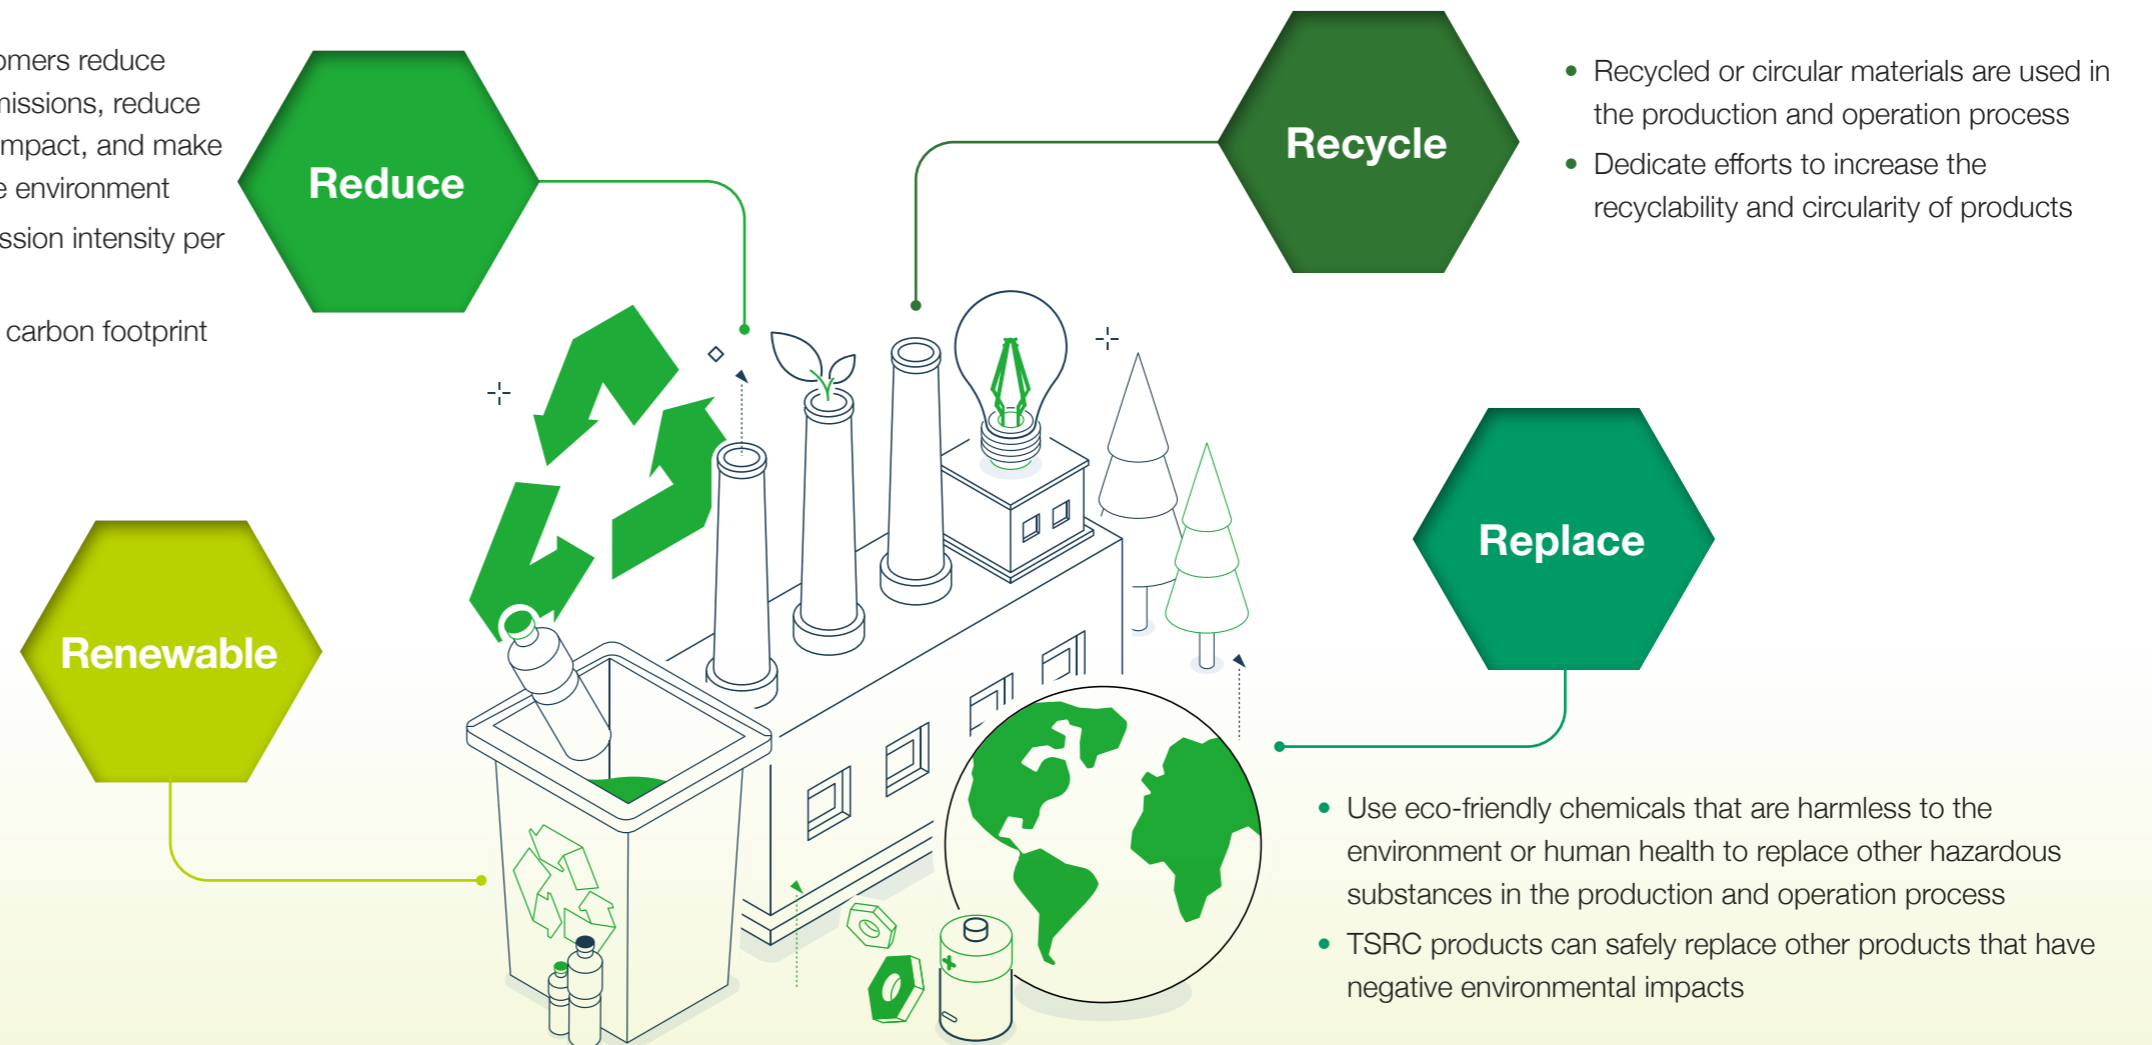 omers reduce
missions, reduce
impact, and make
e environment
ssion intensity per
carbon footprint
Reduce
Recycle
• Recycled or circular materials are used in
the production and operation process
• Dedicate efforts to increase the
recyclability and circularity of products
Renewable
Replace
• Use eco-friendly chemicals that are harmless to the
environment or human health to replace other hazardous
substances in the production and operation process
• TSRC products can safely replace other products that have
negative environmental impacts